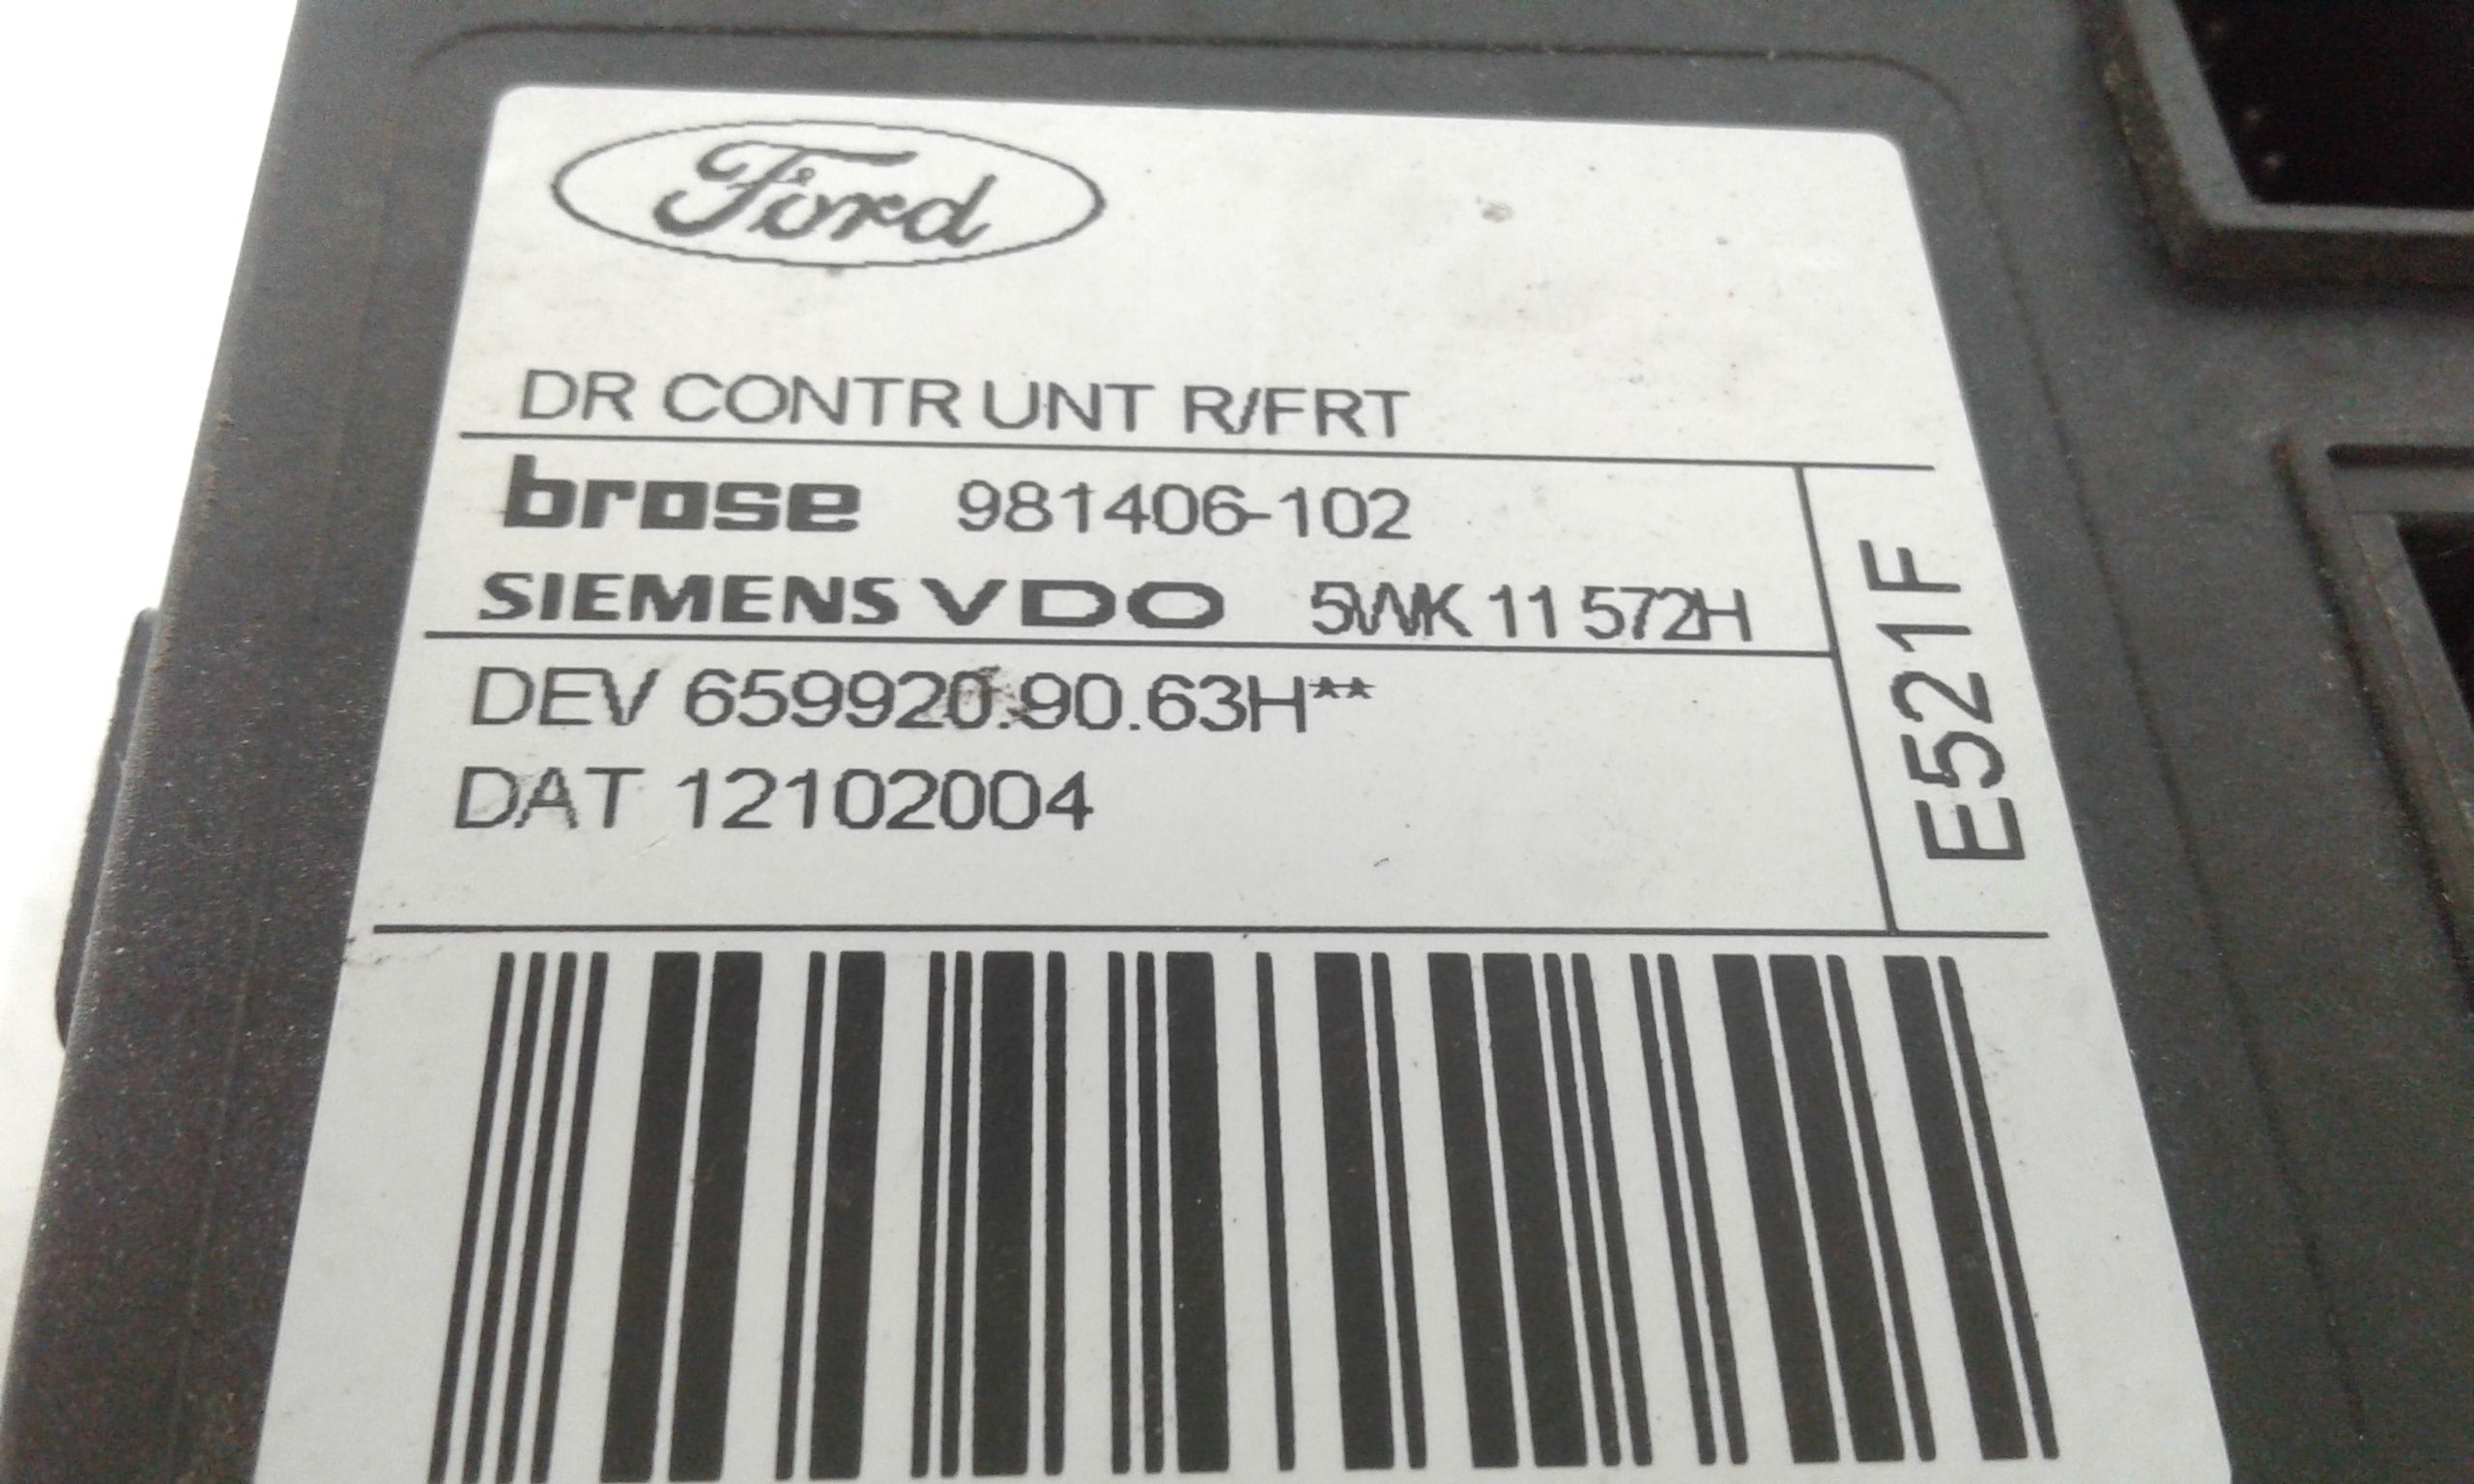 Ford
DR CONTR UNT R/FRT
brose 981406-102
SIEMENS VDO 5WK 11 572H
DEV 659920.90.63H**
DAT 12102004
E521F